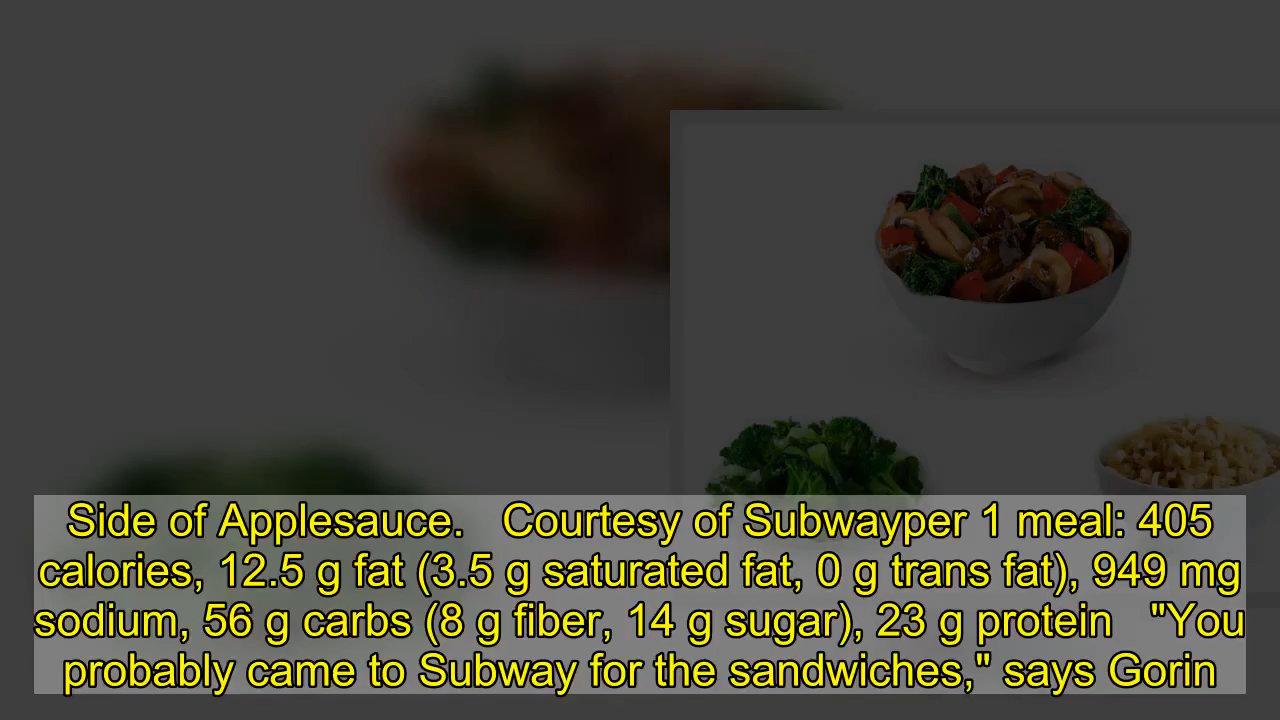 Side of Applesauce.   Courtesy of Subwayper 1 meal: 405
calories, 12.5 g fat (3.5 g saturated fat, 0 g trans fat), 949 mg
sodium, 56 g carbs (8 g fiber, 14 g sugar), 23 g protein   "You
probably came to Subway for the sandwiches," says Gorin